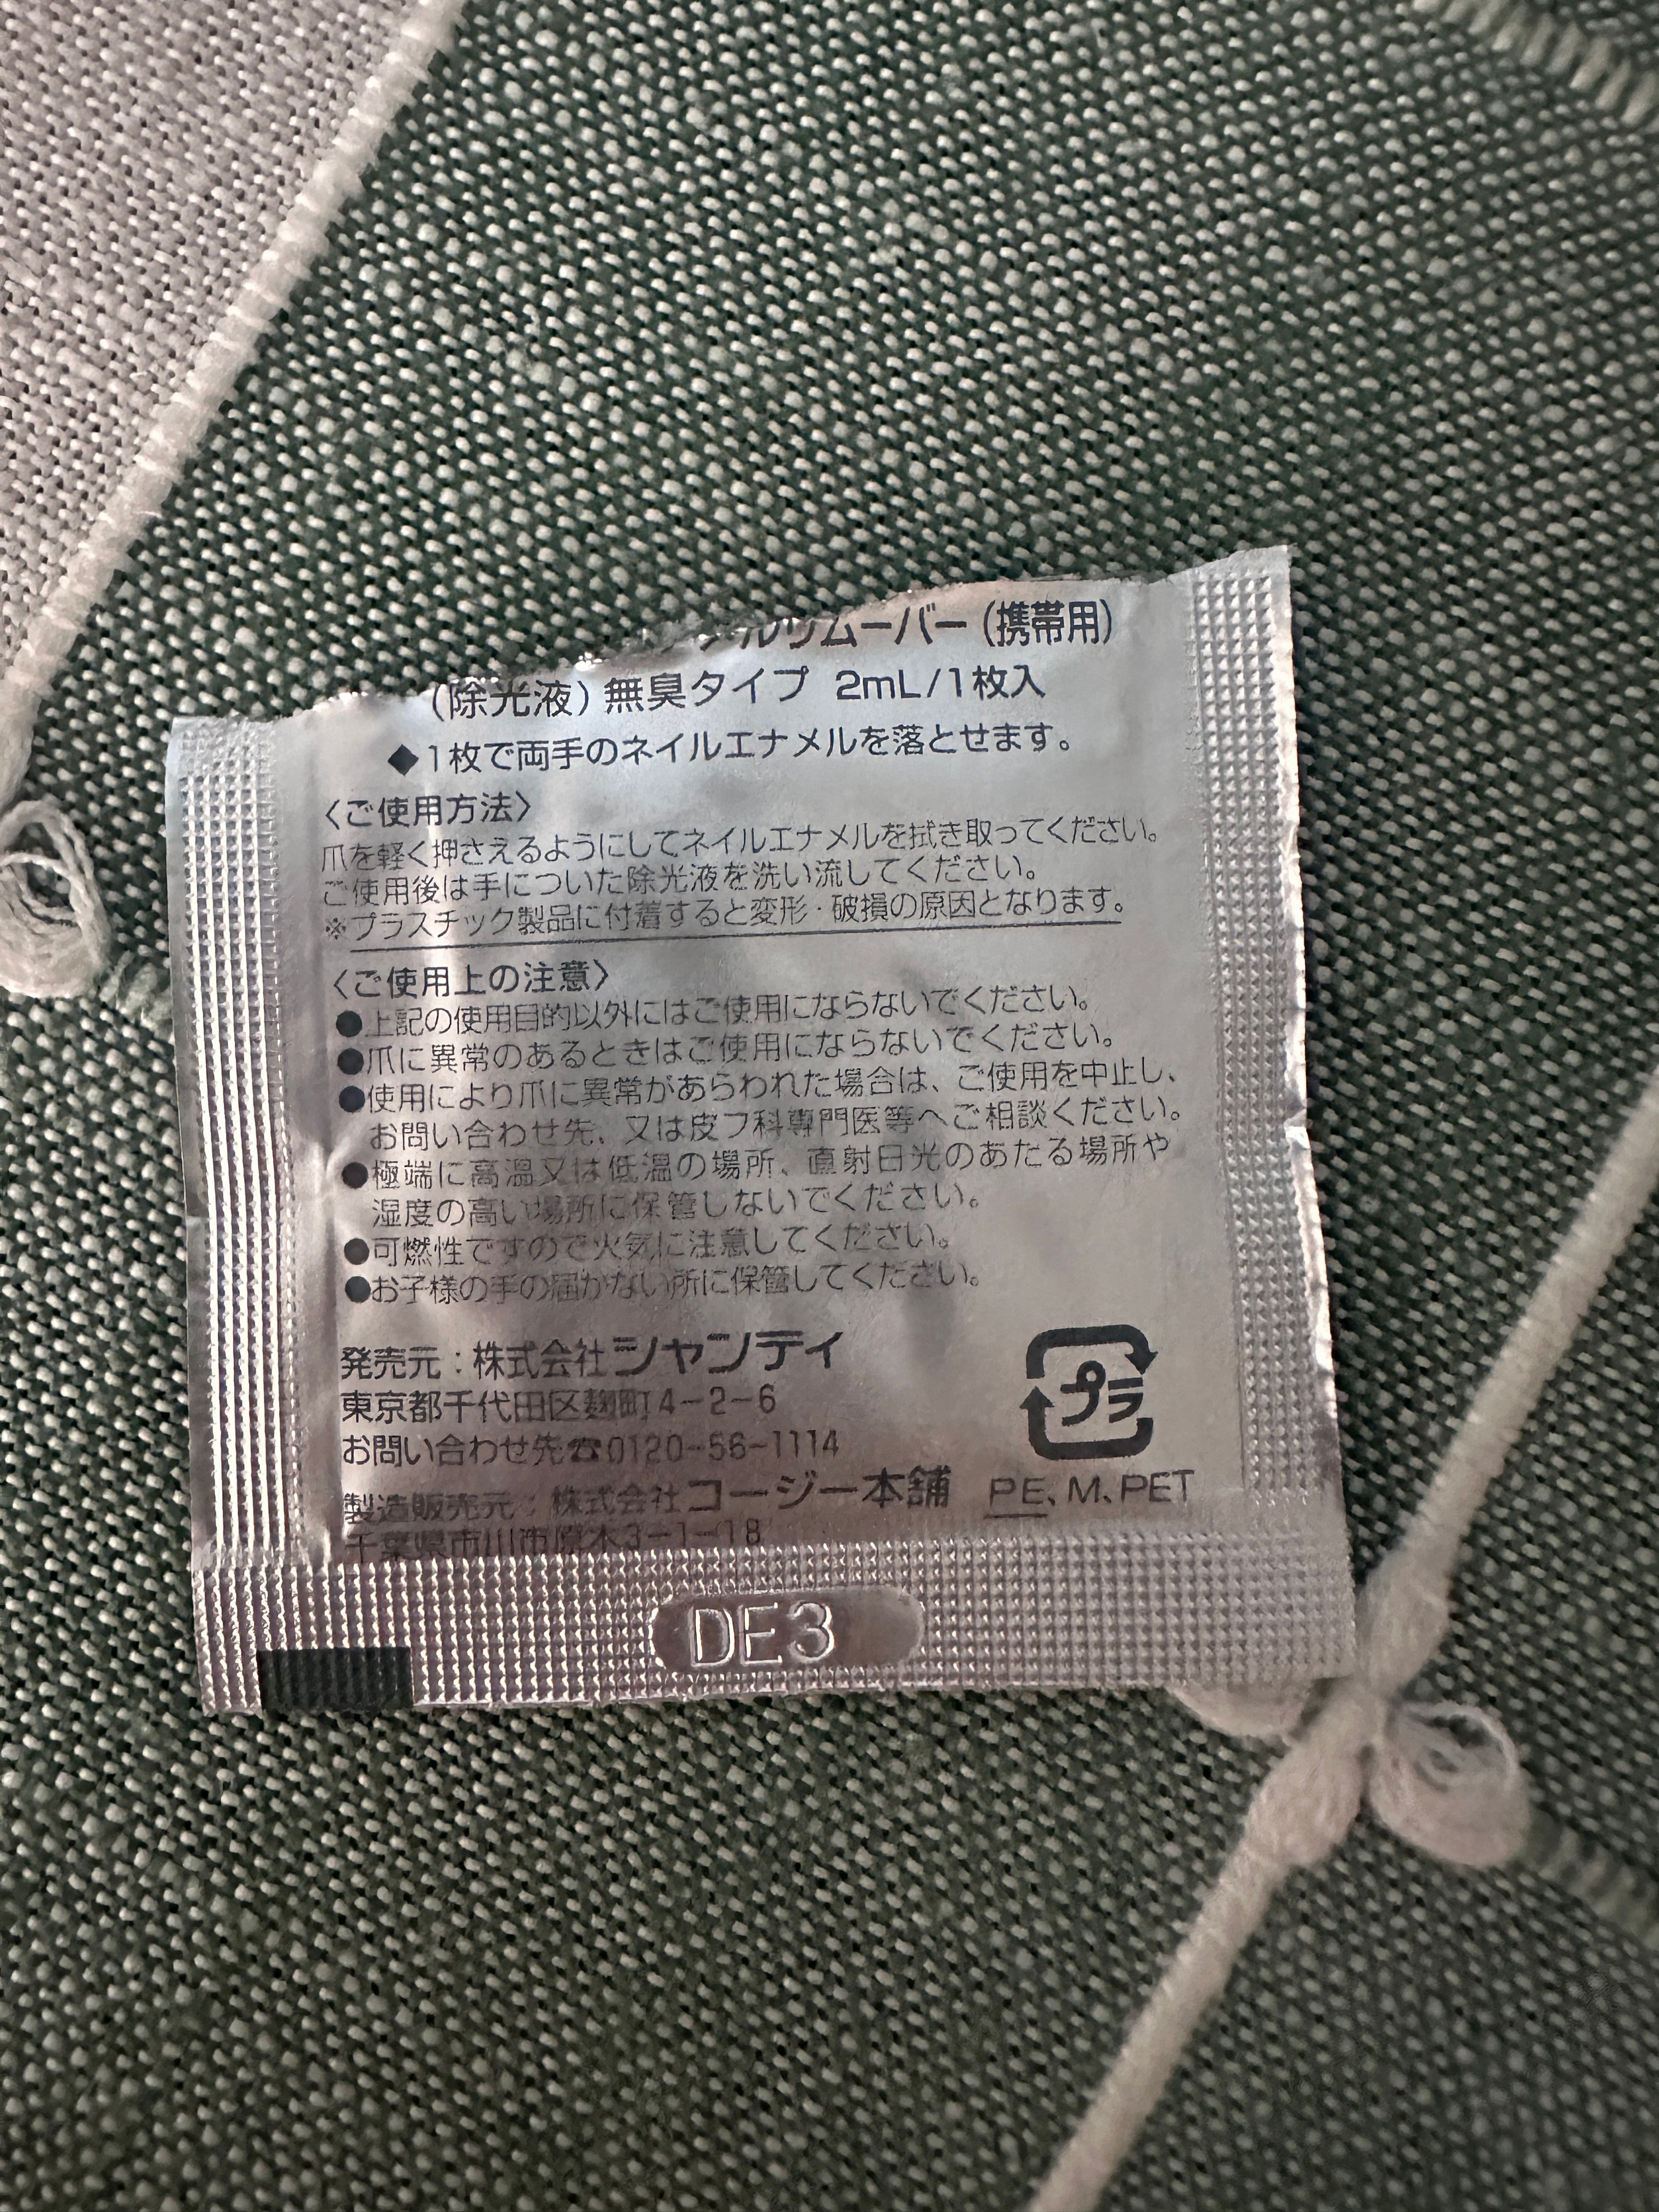 ルリムーバー(携帯用)
(除光液)無臭タイプ 2mL/1枚入
◆1枚で両手のネイルエナメルを落とせます。
〈ご使用方法〉
爪を軽く押さえるようにしてネイルエナメルを拭き取ってください。
ご使用後は手についた除光液を洗い流してください。
※プラスチック製品に付着すると変形・破損の原因となります。
〈ご使用上の注意〉
●上記の使用目的以外にはご使用にならないでください。
●爪に異常のあるときはご使用にならないでください。
●使用により爪に異常があらわれた場合は、ご使用を中止し、
お問い合わせ先、又は皮フ科専門医等へご相談ください。
●極端に高温又は低温の場所、直射日光のあたる場所や
湿度の高い場所に保管しないでください。
●可燃性ですので火気に注意してください。
●お子様の手の届かない所に保管してください。
発売元:株式会社シャンティ
東京都千代田区麹町4-2-6
お問い合わせ先☎0120-56-1114
製造販売元:株式会社コージー本舗
千葉県市川市原木3-1-18
プラ
PE、M、PET
DE3